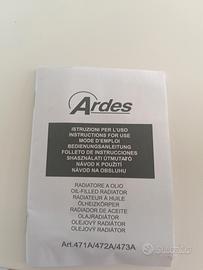 Ardes
ISTRUZIONI PER L'USO
INSTRUCTIONS FOR USE
MODE D'EMPLOI
BEDIENUNGSANLEITUNG
FOLLETO DE INSTRUCCIONES
SHASZNÁLATI ÚTMUTATÓ
NÁVOD K POUŽITÍ
NÁVOD NA OBSLUHU
RADIATORE A OLIO
OIL-FILLED RADIATOR
RADIATEUR À HUILE
ÖLHEIZKÖRPER
RADIADOR DE ACEITE
OLAJRADIÁTOR
OLEJOVÝ RADIÁTOR
OLEJOVÝ RADIÁTOR
Art.471A/472A/473A